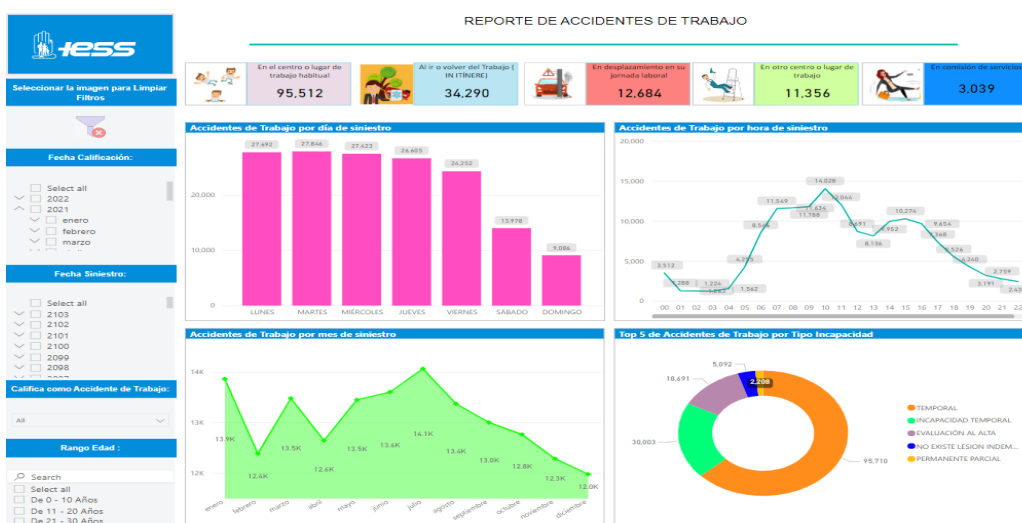 REPORTE DE ACCIDENTES DE TRABAJO
iess
Seleccionar la imagen para Limpiar
Filtros
Fecha Calificación:
Select all
2022
2021
enero
febrero
marzo
Fecha Siniestro:
Select all
2103
2102
2101
2100
2099
2098
Califica como Accidente de Trabajo:
All
Rango Edad :
Search
Select all
De 0 - 10 Años
De 11 - 20 Años
De 21 - 30 Años
En el centro o lugar de
trabajo habitual
95,512
Al ir o volver del Trabajo (
IN ITÍNERE)
34,290
En desplazamiento en su
jornada laboral
12,684
En otro centro o lugar de
trabajo
11,356
En comisión de servicios
3,039
Accidentes de Trabajo por día de siniestro
27,692
27,846
27,423
26,605
24,252
13,978
9,086
20,000
10,000
0
LUNES MARTES MIÉRCOLES JUEVES VIERNES SÁBADO DOMINGO
Accidentes de Trabajo por hora de siniestro
20,000
15,000
10,000
5,000
0
3,512
1,224
1,562
11,549
11,624
11,788
14,028
8,691
8,136
9,952
10,274
9,654
3,191
2,759
00 01 02 03 04 05 06 07 08 09 10 11 12 13 14 15 16 17 18 19 20 21 22
Accidentes de Trabajo por mes de siniestro
14K
13K
12K
13.9K
12.4K
13.5K
12.6K
13.5K
13.6K
14.1K
13.4K
13.0K
12.8K
12.3K
12.0K
enero febrero marzo abril mayo junio julio agosto septiembre octubre noviembre diciembre
Top 5 de Accidentes de Trabajo por Tipo Incapacidad
5,092
2,208
18,691
30,003
95,710
TEMPORAL
INCAPACIDAD TEMPORAL
EVALUACIÓN AL ALTA
NO EXISTE LESION INDEM...
PERMANENTE PARCIAL